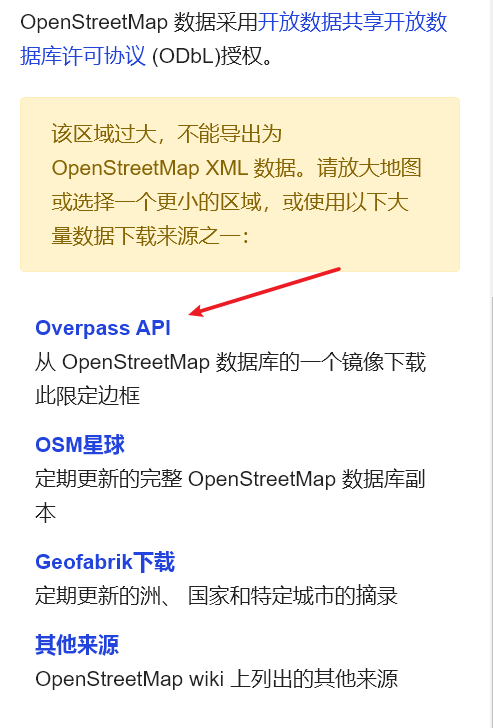 OpenStreetMap 数据采用开放数据共享开放数
据库许可协议 (ODbL)授权。
该区域过大，不能导出为
OpenStreetMap XML 数据。请放大地图
或选择一个更小的区域，或使用以下大
量数据下载来源之一：
Overpass API
从 OpenStreetMap 数据库的一个镜像下载
此限定边框
OSM星球
定期更新的完整 OpenStreetMap 数据库副
本
Geofabrik下载
定期更新的洲、 国家和特定城市的摘录
其他来源
OpenStreetMap wiki 上列出的其他来源